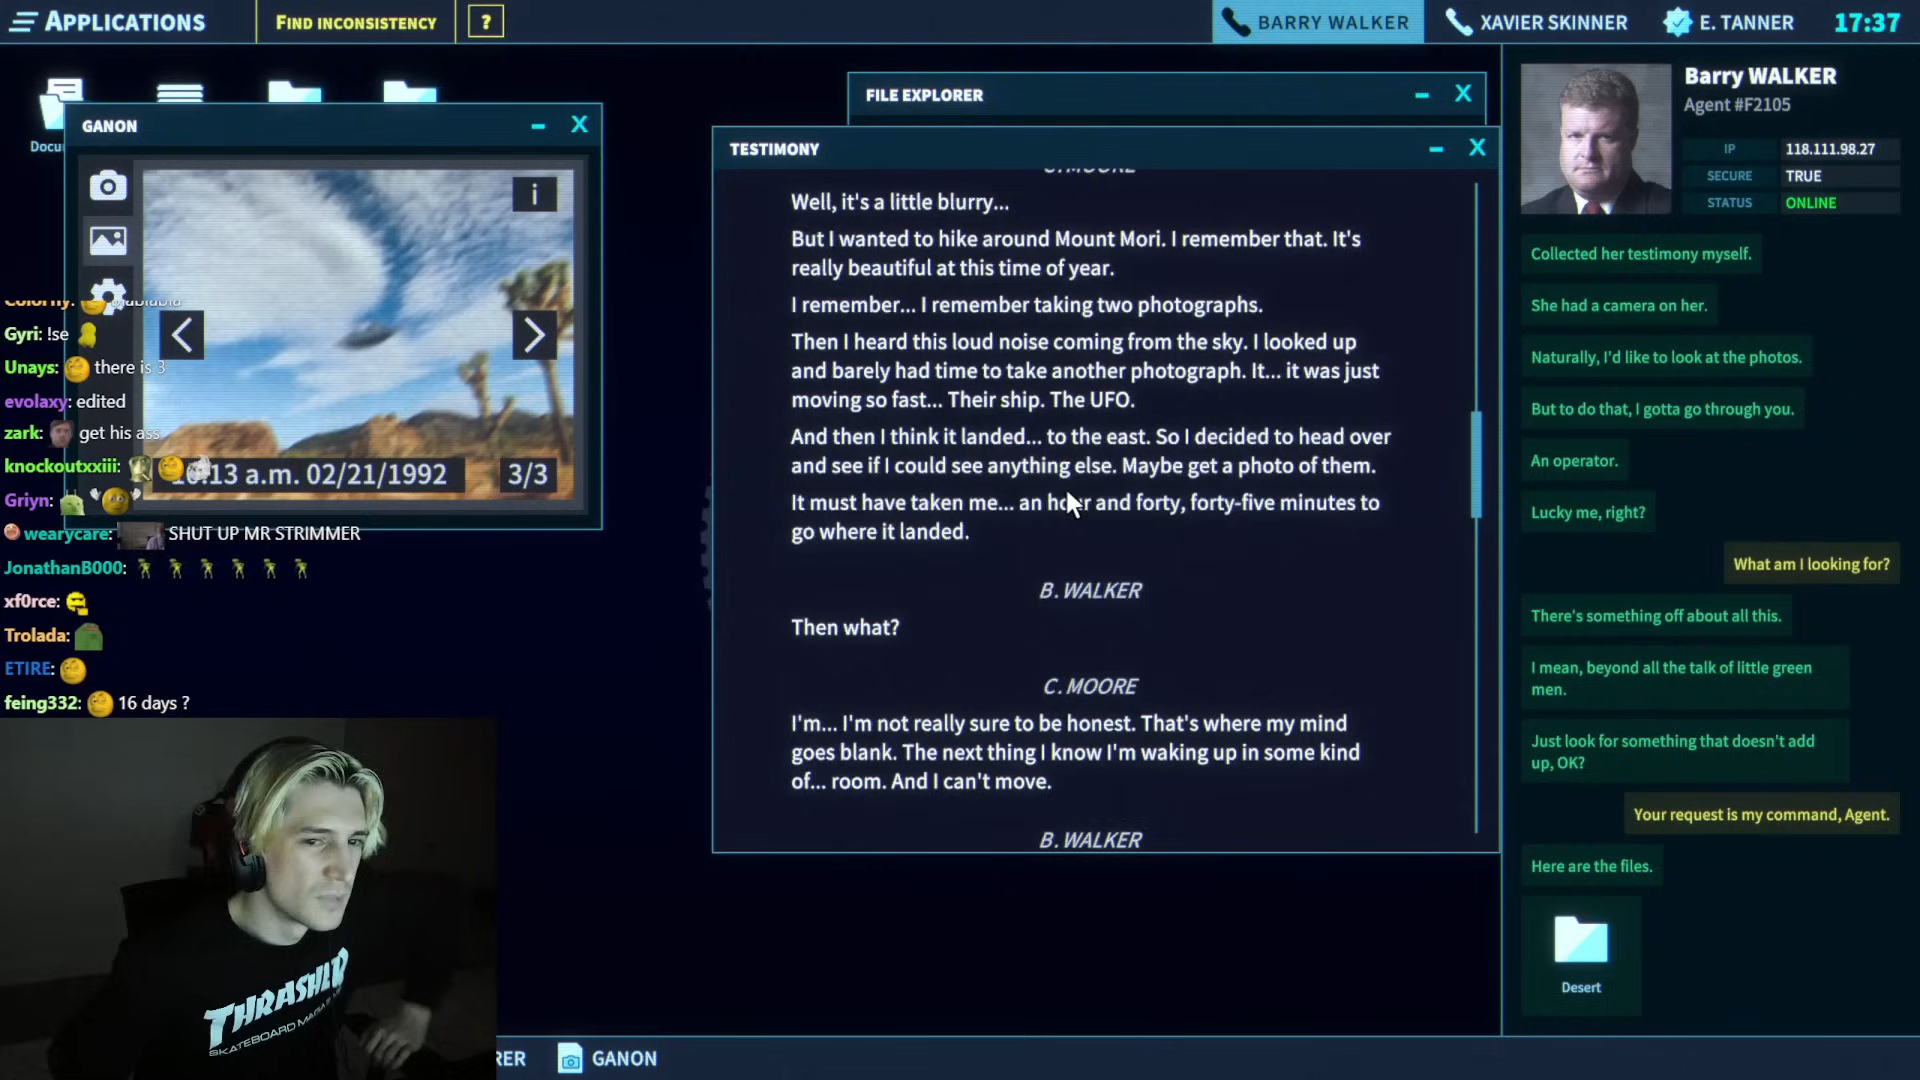 APPLICATIONS
FIND INCONSISTENCY
?
BARRY WALKER
XAVIER SKINNER
E. TANNER
17:37
Docu
GANON
i
10:13 a.m. 02/21/1992
3/3
FILE EXPLORER
TESTIMONY
C. MOORE
Well, it's a little blurry...
But I wanted to hike around Mount Mori. I remember that. It's
really beautiful at this time of year.
I remember... I remember taking two photographs.
Then I heard this loud noise coming from the sky. I looked up
and barely had time to take another photograph. It... it was just
moving so fast... Their ship. The UFO.
And then I think it landed... to the east. So I decided to head over
and see if I could see anything else. Maybe get a photo of them.
It must have taken me... an hour and forty, forty-five minutes to
go where it landed.
B. WALKER
Then what?
C. MOORE
I'm... I'm not really sure to be honest. That's where my mind
goes blank. The next thing I know I'm waking up in some kind
of... room. And I can't move.
B. WALKER
Barry WALKER
Agent #F2105
IP 118.111.98.27
SECURE TRUE
STATUS ONLINE
Collected her testimony myself.
She had a camera on her.
Naturally, I'd like to look at the photos.
But to do that, I gotta go through you.
An operator.
Lucky me, right?
What am I looking for?
There's something off about all this.
I mean, beyond all the talk of little green
men.
Just look for something that doesn't add
up, OK?
Your request is my command, Agent.
Here are the files.
Desert
Gyri: !se
Unays: there is 3
evolaxy: edited
zark: get his ass
knockoutxxiii:
Griyn:
wearycare: SHUT UP MR STRIMMER
JonathanB000:
xf0rce:
Trolada:
ETIRE:
feing332: 16 days ?
THRASHER
SKATEBOARD MAGAZINE
RER
GANON